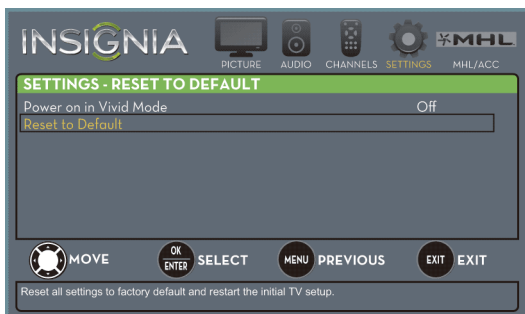 INSIGNIA
PICTURE AUDIO CHANNELS SETTINGS MHL MHL/ACC
SETTINGS - RESET TO DEFAULT
Power on in Vivid Mode Off
Reset to Default
MOVE OK ENTER SELECT MENU PREVIOUS EXIT EXIT
Reset all settings to factory default and restart the initial TV setup.